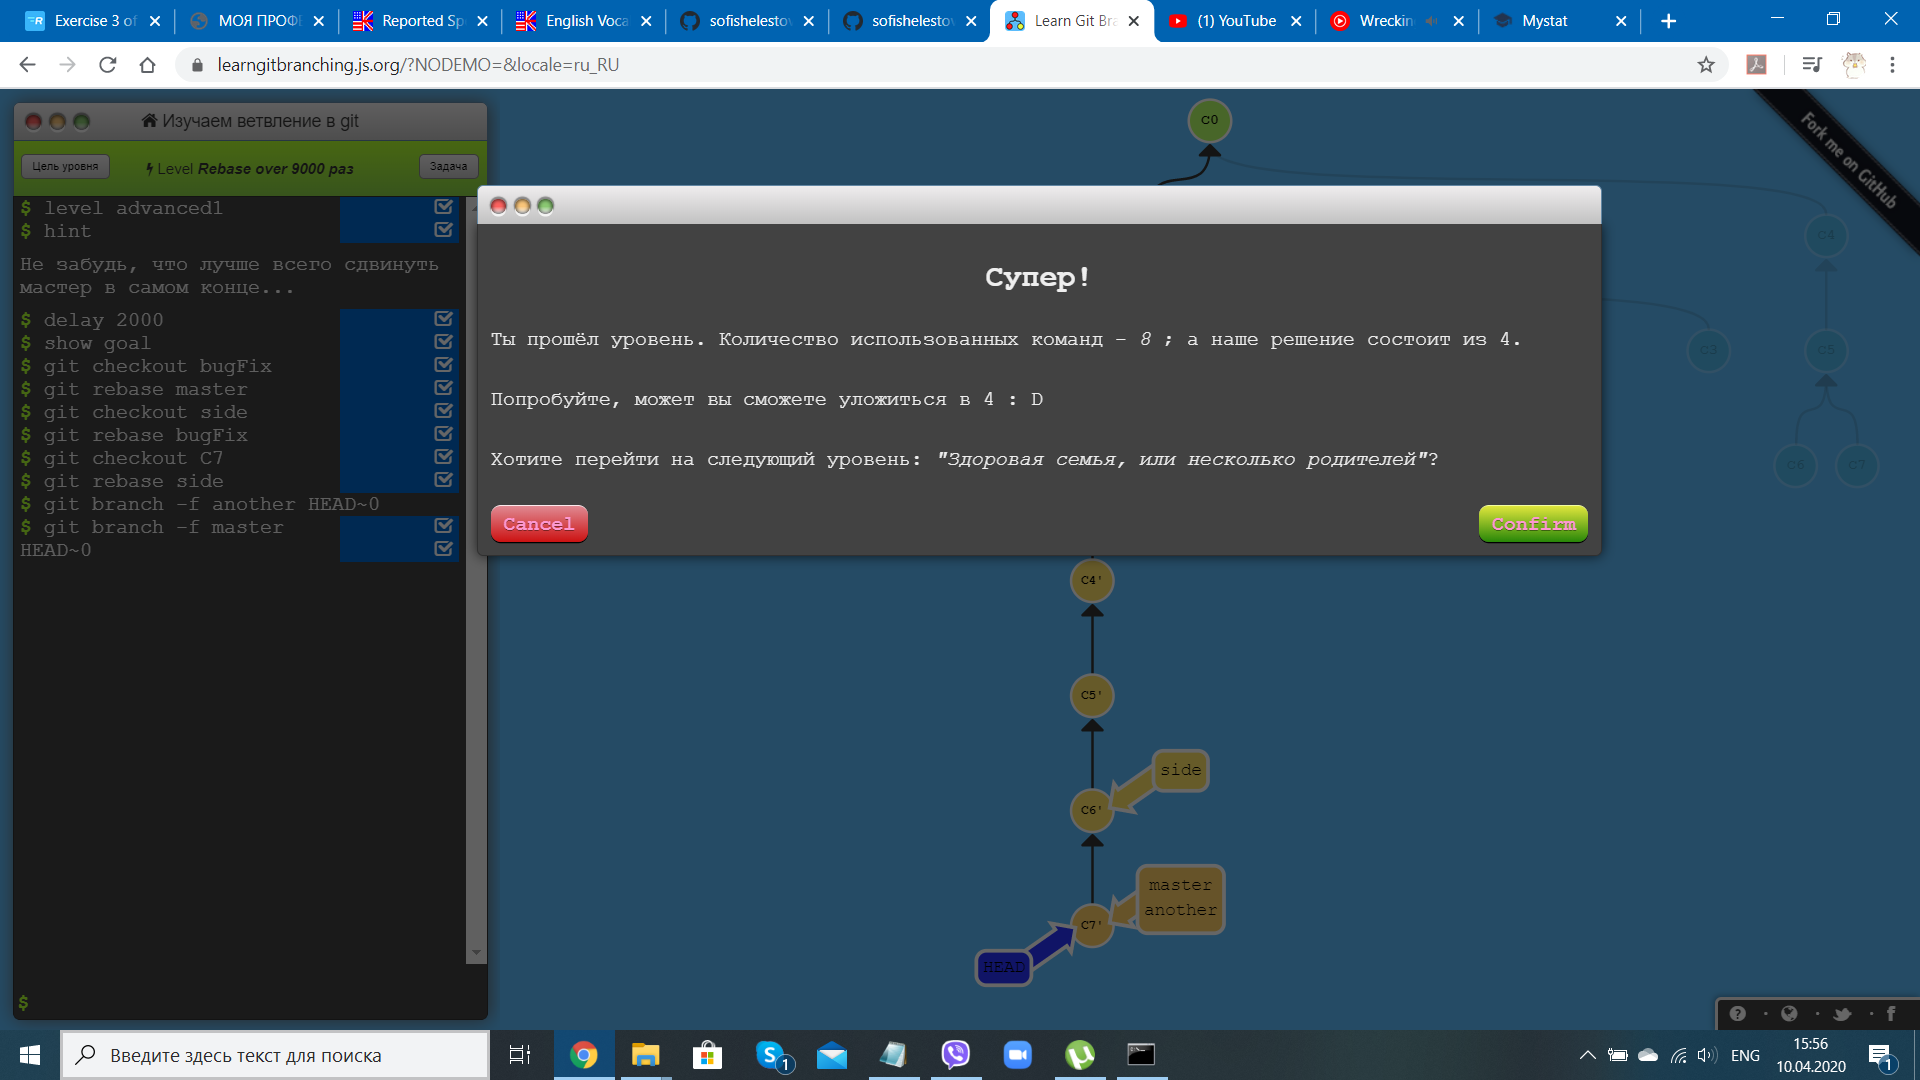 Exercise 3 of
МОЯ ПРОФЕ
Reported Sp
English Voca
sofishelestov
sofishelestov
Learn Git Bra
(1) YouTube
Wrecking
Mystat
learngitbranching.js.org/?NODEMO=&locale=ru_RU
Изучаем ветвление в git
Цель уровня
Level Rebase over 9000 раз
Задача
$ level advanced1
$ hint
Не забудь, что лучше всего сдвинуть
мастер в самом конце...
$ delay 2000
$ show goal
$ git checkout bugFix
$ git rebase master
$ git checkout side
$ git rebase bugFix
$ git checkout C7
$ git rebase side
$ git branch -f another HEAD~0
$ git branch -f master
HEAD~0
$
Супер!
Ты прошёл уровень. Количество использованных команд – 8 ; а наше решение состоит из 4.
Попробуйте, может вы сможете уложиться в 4 : D
Хотите перейти на следующий уровень: "Здоровая семья, или несколько родителей"?
Cancel
Confirm
C0
Fork me on GitHub
C4
C3
C5
C6
C7
C4'
C5'
side
C6'
master
another
C7'
HEAD
Введите здесь текст для поиска
1
ENG
15:56
10.04.2020
1